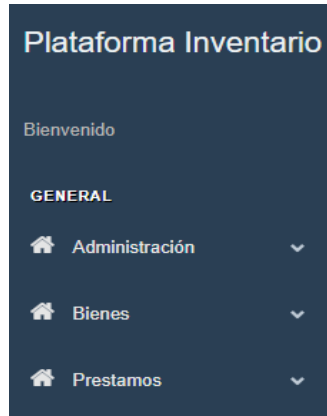 Plataforma Inventario
Bienvenido
GENERAL
Administración
Bienes
Prestamos